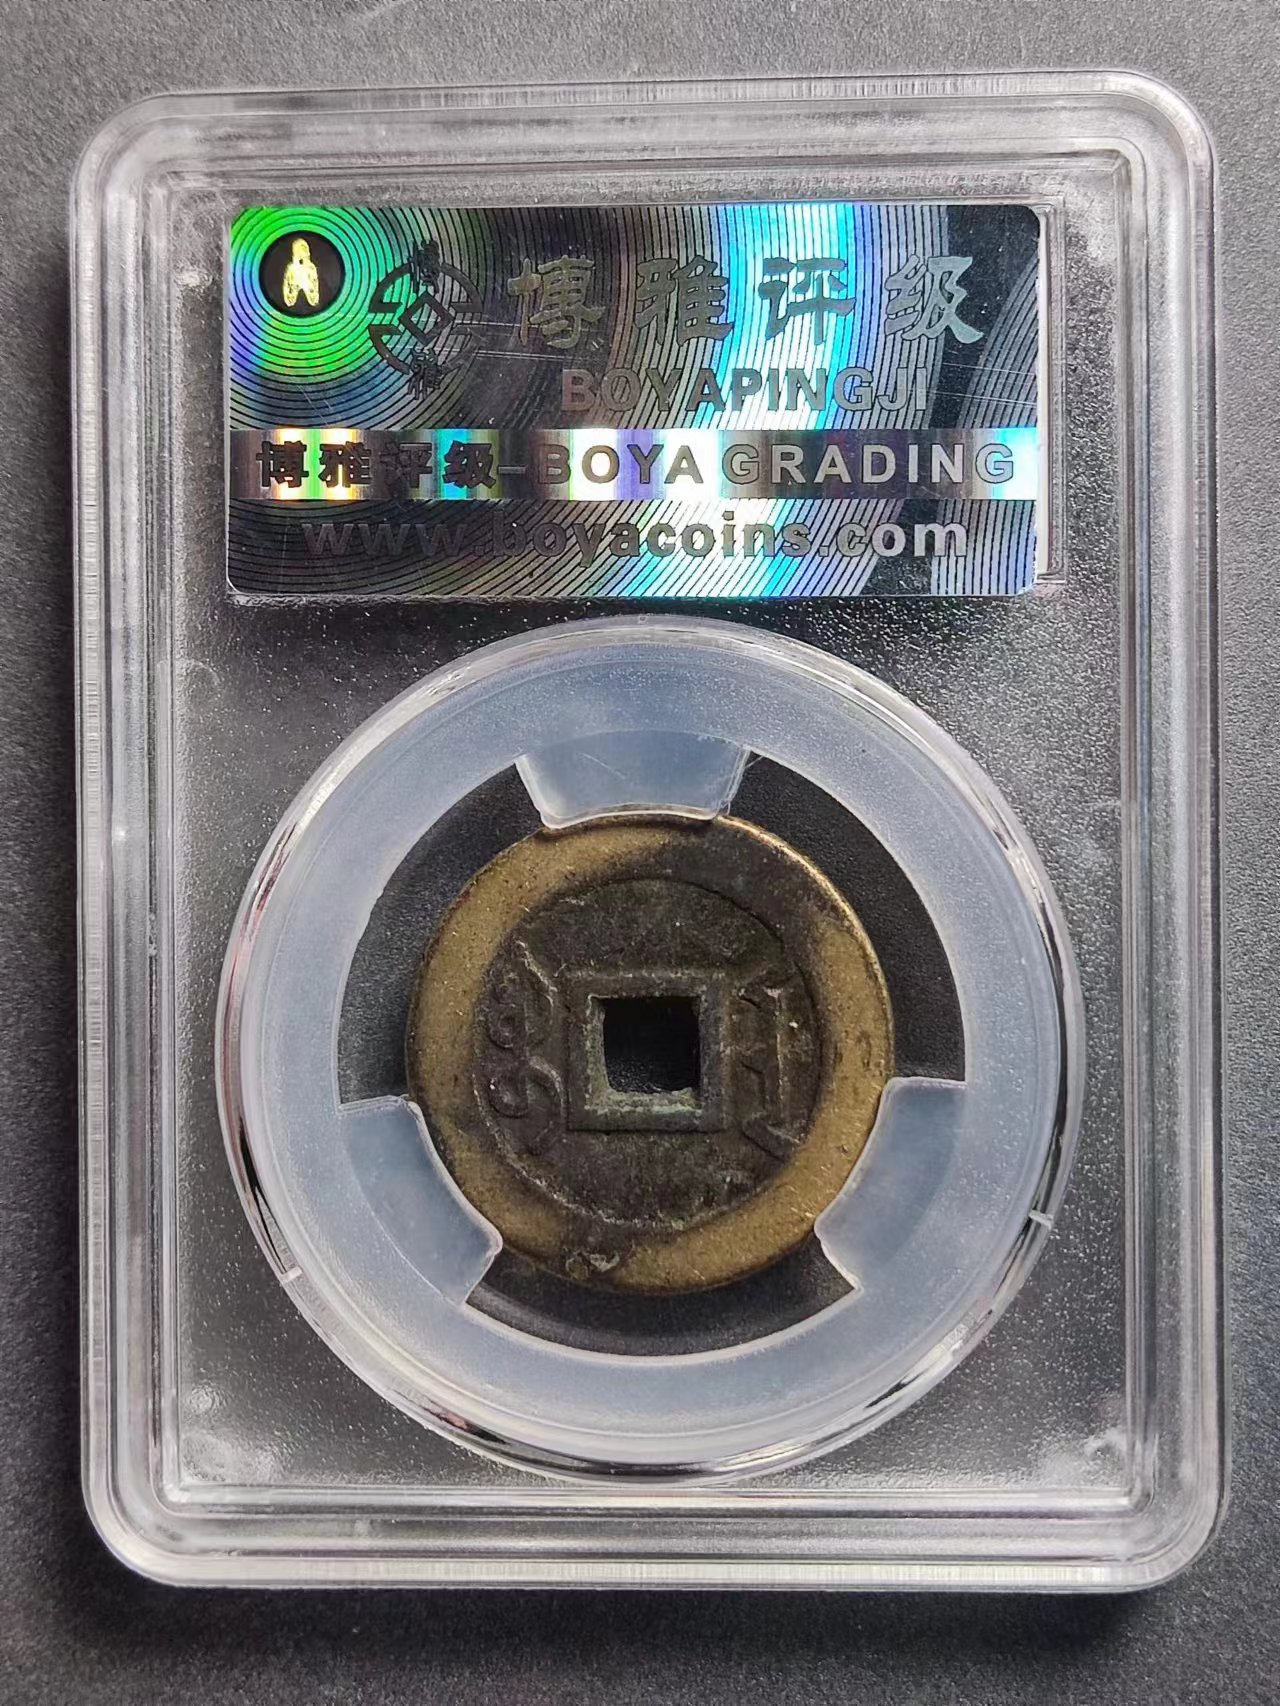 博雅评级
BOYAPINGJI
博雅评级-BOYA GRADING
www.boyacoins.com